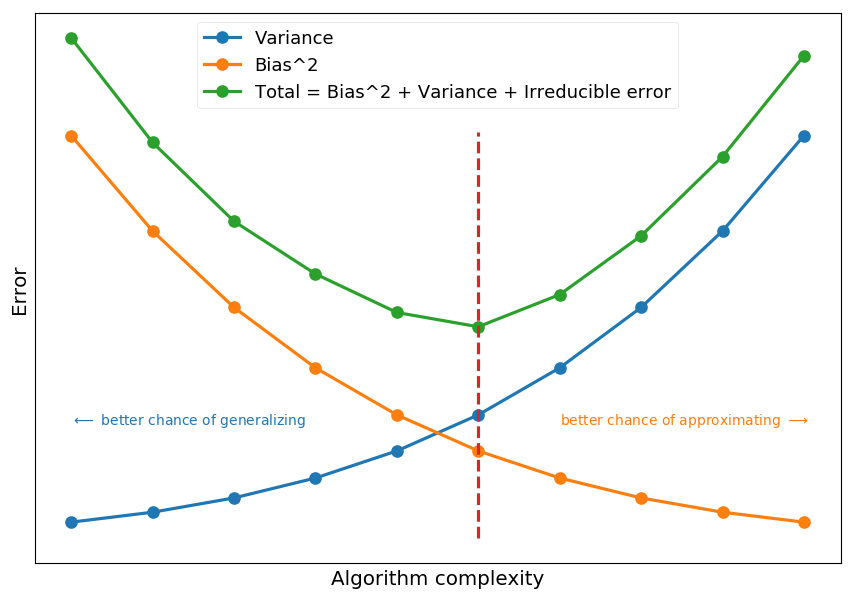 Variance
Bias^2
Total = Bias^2 + Variance + Irreducible error
Error
⟵ better chance of generalizing
better chance of approximating ⟶
Algorithm complexity